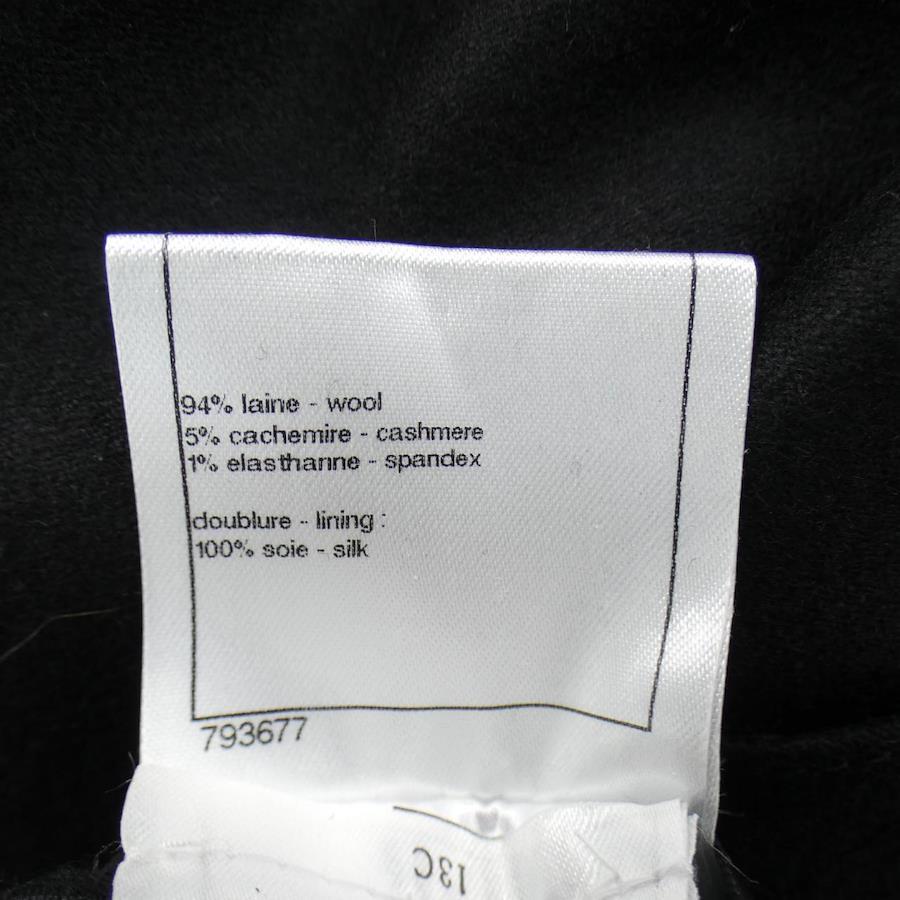 94% laine - wool
5% cachemire - cashmere
1% elasthanne - spandex
doublure - lining :
100% soie - silk
793677
13C